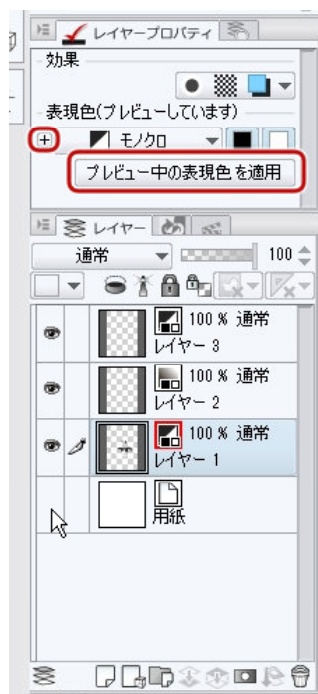 レイヤープロパティ
効果
表現色(プレビューしています)
モノクロ
プレビュー中の表現色を適用
レイヤー
通常 100
100 % 通常
レイヤー 3
100 % 通常
レイヤー 2
100 % 通常
レイヤー 1
用紙